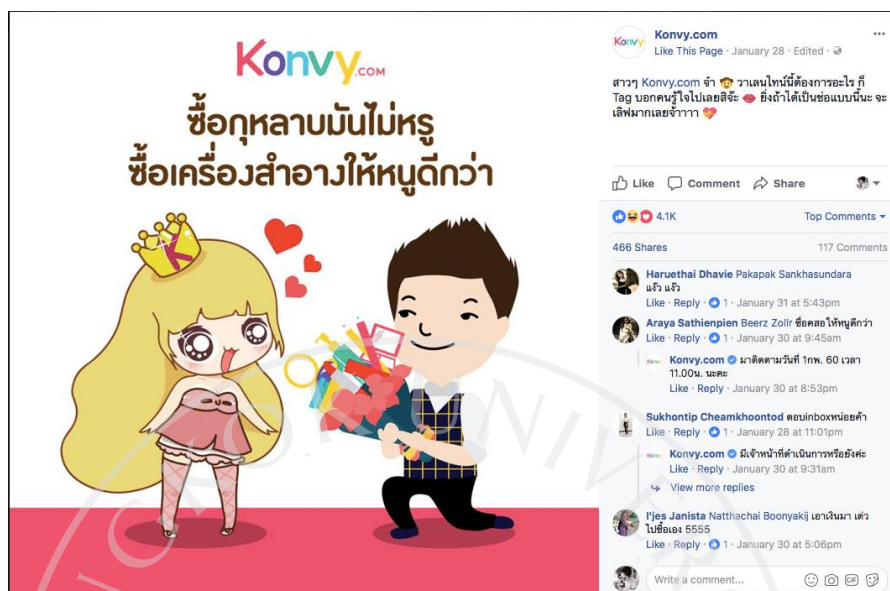 Konvy.COM
ซื้อกุหลาบมันไม่หรู
ซื้อเครื่องสำอางให้หนูดีกว่า
K
Konvy
Konvy.com
Like This Page · January 28 · Edited ·
สาวๆ Konvy.com จ๋า วาเลนไทน์นี้ต้องการอะไร ก็
Tag บอกคนรู้ใจไปเลยสิจ๊ะ ยิ่งถ้าได้เป็นช่อแบบนี้นะ จะ
เลิฟมากเลยจ้าาาา
Like Comment Share
4.1K Top Comments
466 Shares 117 Comments
Haruethai Dhavie Pakapak Sankhasundara
แง๊ว แง๊ว
Like · Reply · 1 · January 31 at 5:43pm
Araya Sathienpien Beerz Zollr ซื้อคสอ ให้หนูดีกว่า
Like · Reply · 1 · January 30 at 9:45am
Konvy.com มาติดตามวันที่ 1กพ. 60 เวลา
11.00น. นะคะ
Like · Reply · January 30 at 8:53pm
Sukhontip Cheamkhoontod ตอบinboxหน่อยค้า
Like · Reply · 1 · January 28 at 11:01pm
Konvy.com มีเจ้าหน้าที่ดำเนินการหรือยังค่ะ
Like · Reply · January 30 at 9:31am
View more replies
I'jes Janista Natthachai Boonyakij เอาเงินมา เด่ว
ไปซื้อเอง 5555
Like · Reply · 1 · January 30 at 5:06pm
Write a comment...
GIF